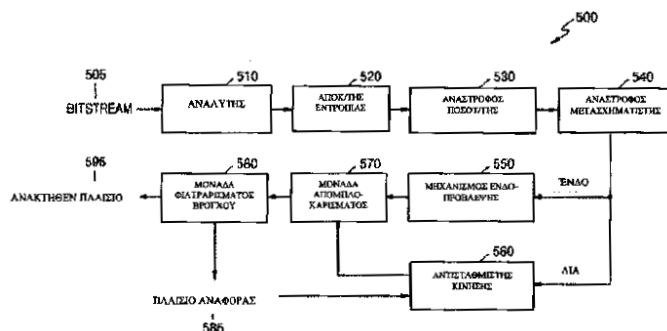 500
505
BITSTREAM
510
ΑΝΑΛΥΤΗΣ
520
ΑΠΟΚ/ΤΗΣ
ΕΝΤΡΟΠΙΑΣ
530
ΑΝΑΣΤΡΟΦΟΣ
ΠΟΣΟΤ/ΤΗΣ
540
ΑΝΑΣΤΡΟΦΟΣ
ΜΕΤΑΣΧΗΜΑΤΙΣΤΗΣ
595
ΑΝΑΚΤΗΘΕΝ ΠΛΑΙΣΙΟ
580
ΜΟΝΑΔΑ
ΦΙΛΤΡΑΡΙΣΜΑΤΟΣ
ΒΡΟΓΧΟΥ
570
ΜΟΝΑΔΑ
ΑΠΟΜΠΛΟ-
ΚΑΡΙΣΜΑΤΟΣ
550
ΜΗΧΑΝΙΣΜΟΣ ΕΝΔΟ-
ΠΡΟΒΛΕΨΗΣ
ΈΝΔΟ
560
ΑΝΤΙΣΤΑΘΜΙΣΤΗΣ
ΚΙΝΗΣΗΣ
ΔΙΑ
ΠΛΑΙΣΙΟ ΑΝΑΦΟΡΑΣ
585